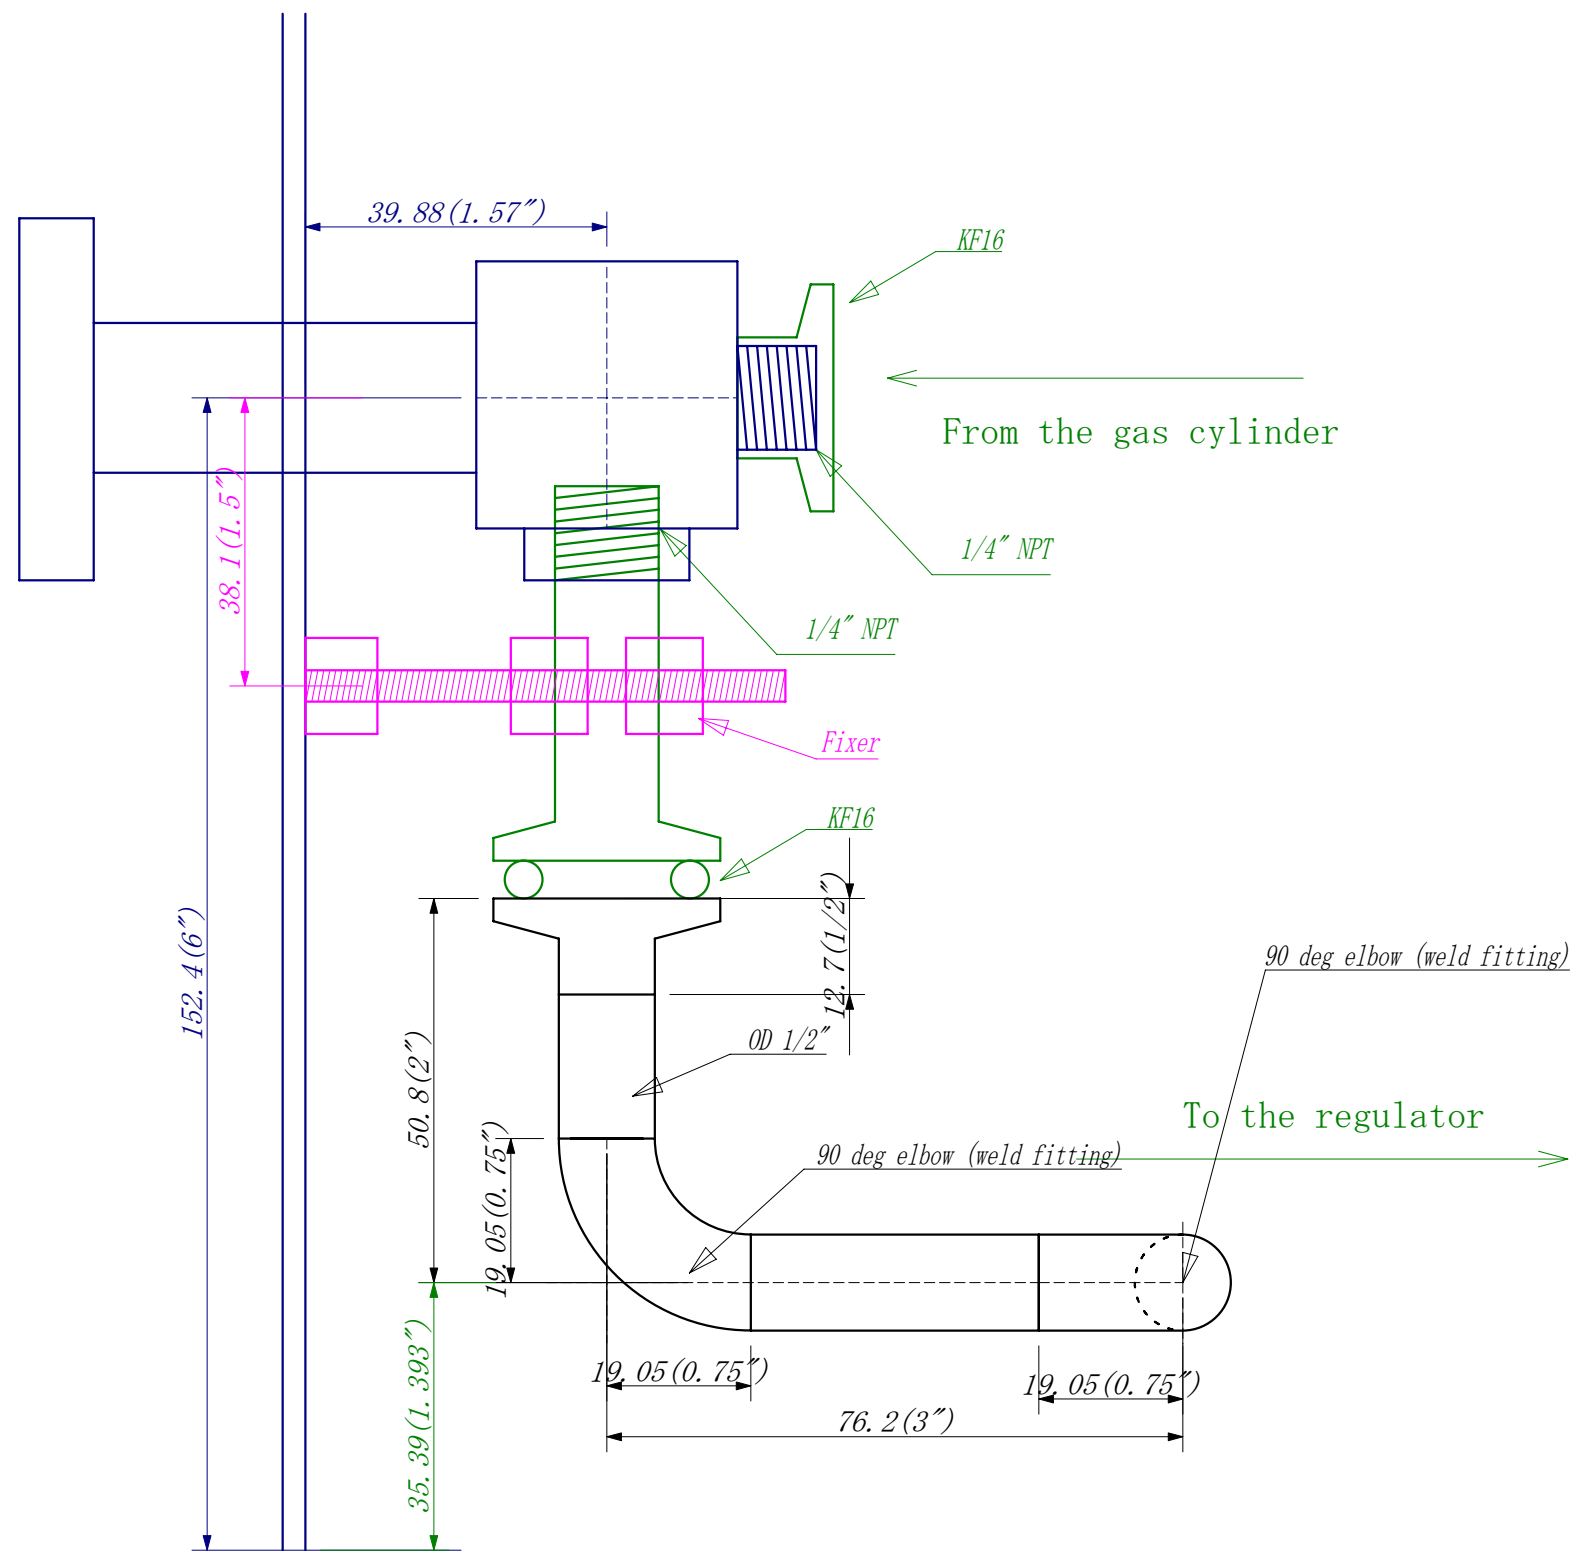 39.88(1.57")
KF16
From the gas cylinder
38.1(1.5")
1/4" NPT
1/4" NPT
Fixer
KF16
12.7(1/2")
152.4(6")
90 deg elbow (weld fitting)
OD 1/2"
50.8(2")
To the regulator
19.05(0.75")
90 deg elbow (weld fitting)
35.39(1.393")
19.05(0.75")
19.05(0.75")
76.2(3")